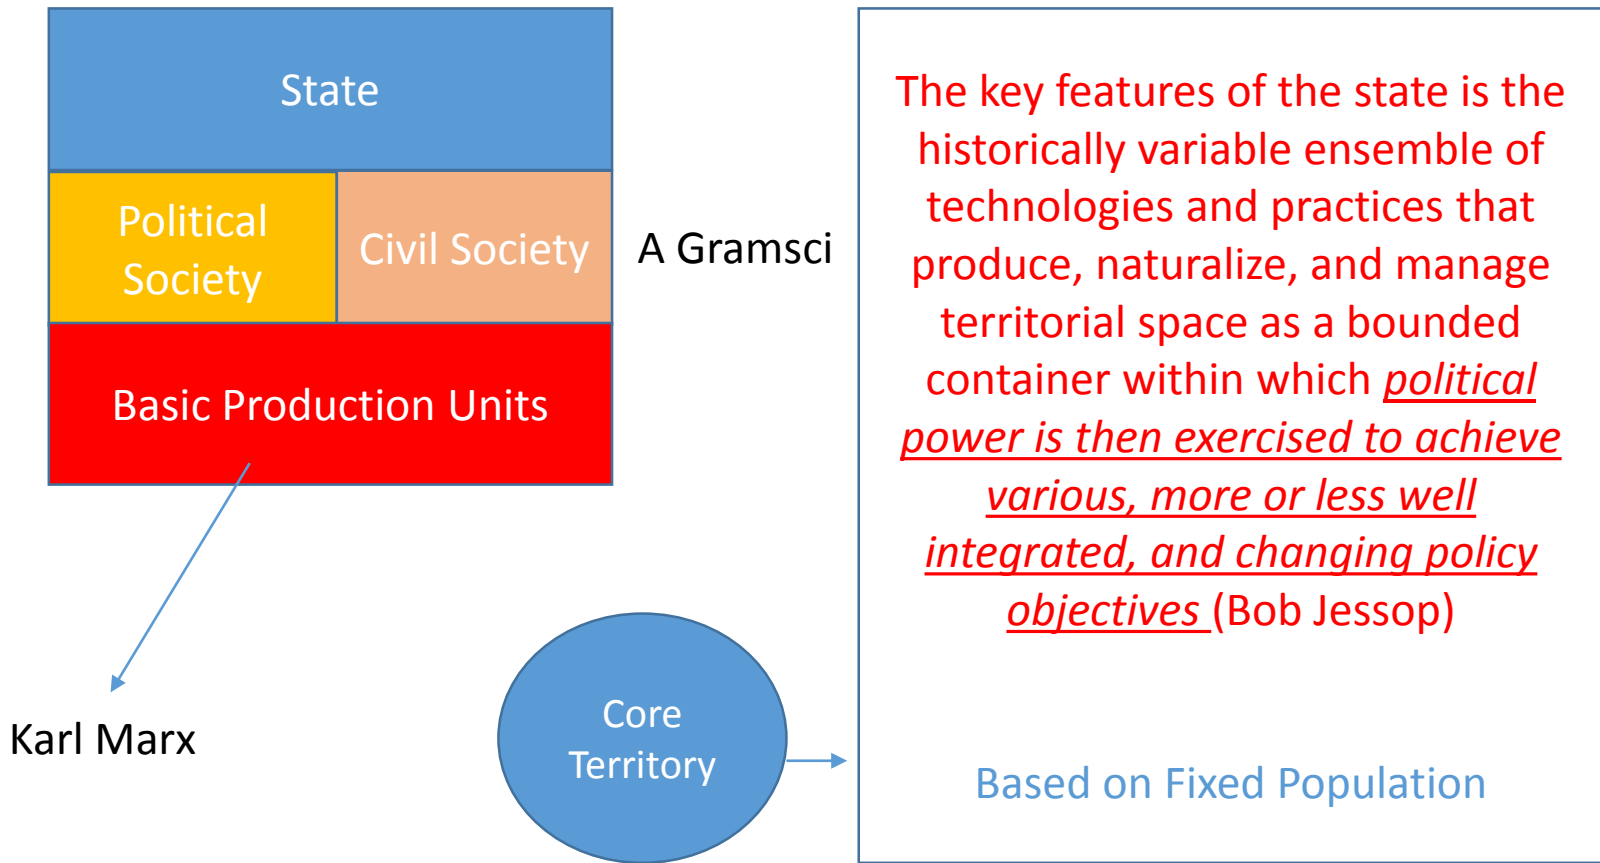 State
Political
Society
Civil Society
A Gramsci
Basic Production Units
Karl Marx
Core
Territory
The key features of the state is the
historically variable ensemble of
technologies and practices that
produce, naturalize, and manage
territorial space as a bounded
container within which political
power is then exercised to achieve
various, more or less well
integrated, and changing policy
objectives (Bob Jessop)
Based on Fixed Population